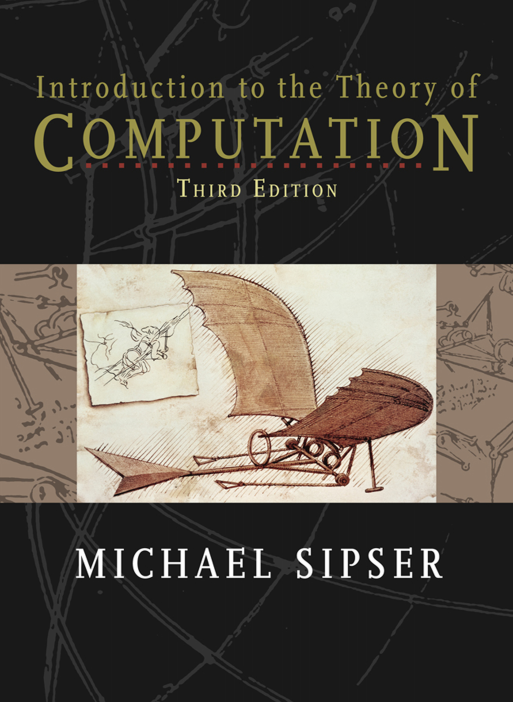 Introduction to the Theory of
COMPUTATION
THIRD EDITION
MICHAEL SIPSER